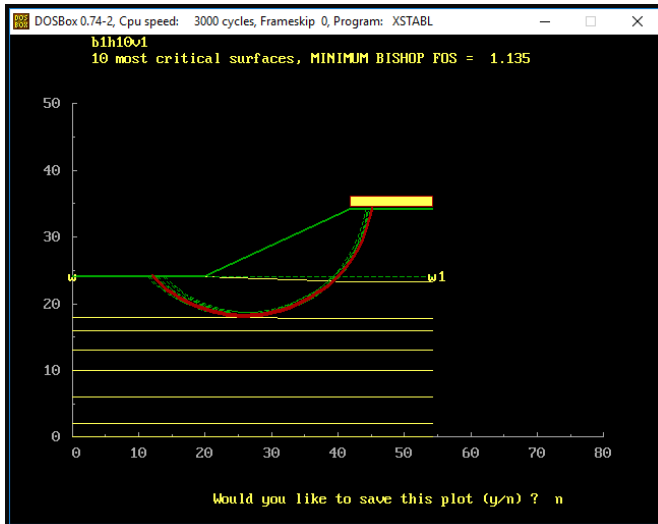 DOSBox 0.74-2, Cpu speed: 3000 cycles, Frameskip 0, Program: XSTABL
b1h10v1
10 most critical surfaces, MINIMUM BISHOP FOS = 1.135
50
40
30
w w1
20
10
0
0 10 20 30 40 50 60 70 80
Would you like to save this plot (y/n) ? n